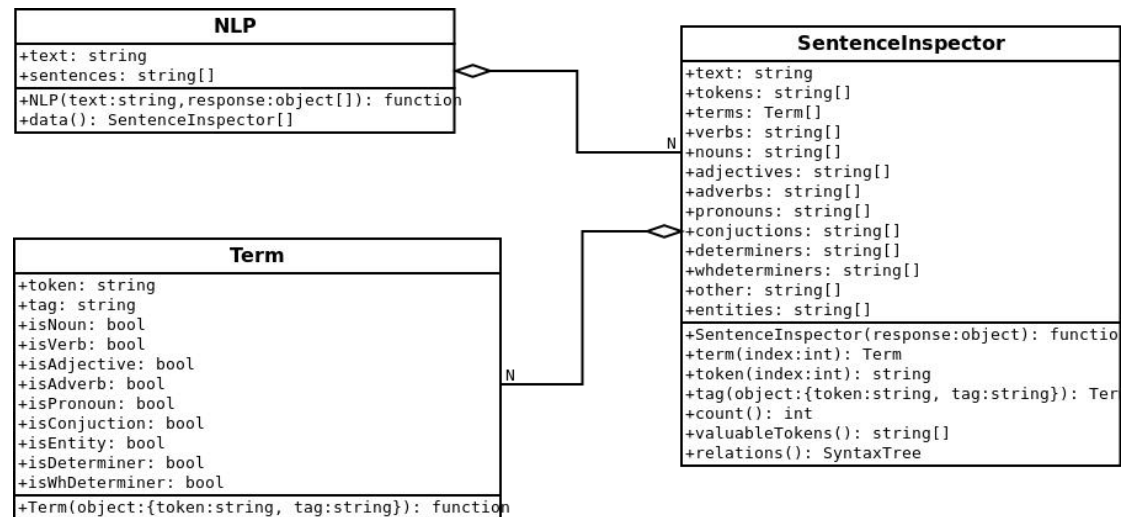 NLP
+text: string
+sentences: string[]
+NLP(text:string,response:object[]): function
+data(): SentenceInspector[]
SentenceInspector
+text: string
+tokens: string[]
+terms: Term[]
+verbs: string[]
+nouns: string[]
+adjectives: string[]
+adverbs: string[]
+pronouns: string[]
+conjuctions: string[]
+determiners: string[]
+whdeterminers: string[]
+other: string[]
+entities: string[]
+SentenceInspector(response:object): functio
+term(index:int): Term
+token(index:int): string
+tag(object:{token:string, tag:string}): Ter
+count(): int
+valuableTokens(): string[]
+relations(): SyntaxTree
N
Term
+token: string
+tag: string
+isNoun: bool
+isVerb: bool
+isAdjective: bool
+isAdverb: bool
+isPronoun: bool
+isConjuction: bool
+isEntity: bool
+isDeterminer: bool
+isWhDeterminer: bool
+Term(object:{token:string, tag:string}): function
N